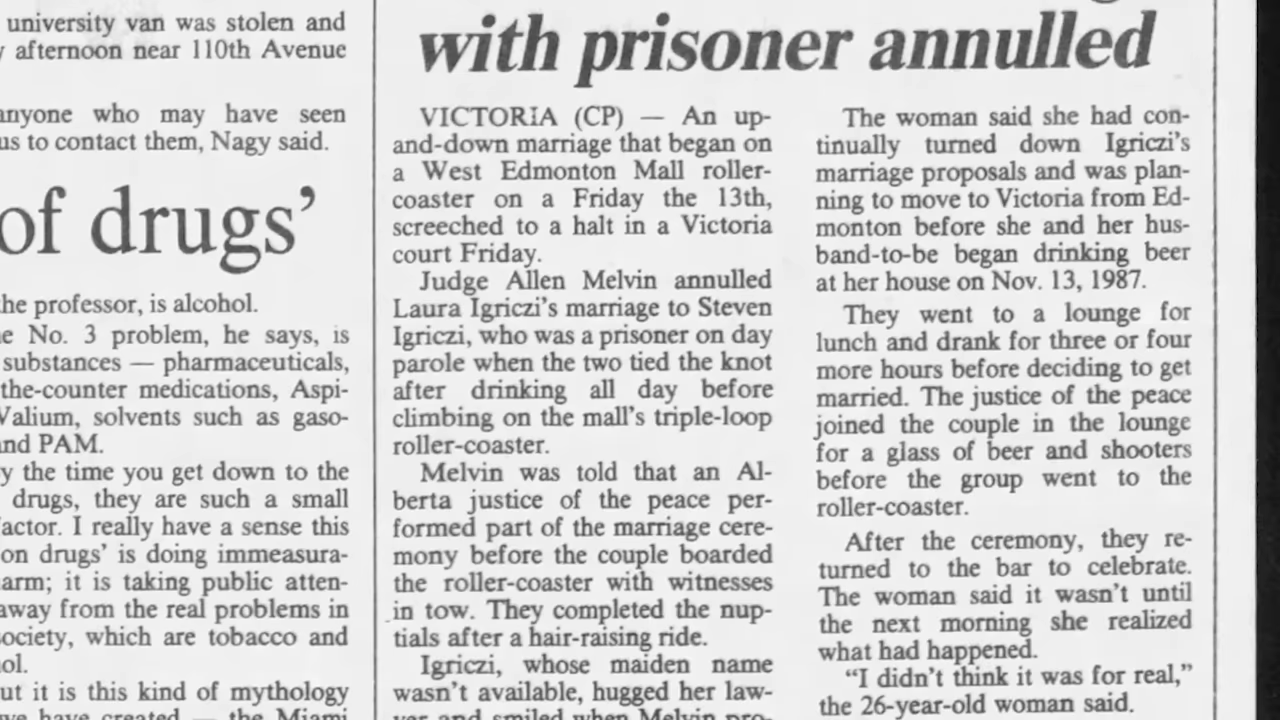 university van was stolen and
afternoon near 110th Avenue
anyone who may have seen
us to contact them, Nagy said.
of drugs’
the professor, is alcohol.
No. 3 problem, he says, is
substances — pharmaceuticals,
the-counter medications, Aspi-
Valium, solvents such as gaso-
and PAM.
the time you get down to the
drugs, they are such a small
factor. I really have a sense this
on drugs’ is doing immeasura-
arm; it is taking public atten-
away from the real problems in
society, which are tobacco and
ol.
ut it is this kind of mythology
have created — the Miami
with prisoner annulled
VICTORIA (CP) — An up-
and-down marriage that began on
a West Edmonton Mall roller-
coaster on a Friday the 13th,
screeched to a halt in a Victoria
court Friday.
Judge Allen Melvin annulled
Laura Igriczi’s marriage to Steven
Igriczi, who was a prisoner on day
parole when the two tied the knot
after drinking all day before
climbing on the mall’s triple-loop
roller-coaster.
Melvin was told that an Al-
berta justice of the peace per-
formed part of the marriage cere-
mony before the couple boarded
the roller-coaster with witnesses
in tow. They completed the nup-
tials after a hair-raising ride.
Igriczi, whose maiden name
wasn’t available, hugged her law-
yer and smiled when Melvin pro-
The woman said she had con-
tinually turned down Igriczi’s
marriage proposals and was plan-
ning to move to Victoria from Ed-
monton before she and her hus-
band-to-be began drinking beer
at her house on Nov. 13, 1987.
They went to a lounge for
lunch and drank for three or four
more hours before deciding to get
married. The justice of the peace
joined the couple in the lounge
for a glass of beer and shooters
before the group went to the
roller-coaster.
After the ceremony, they re-
turned to the bar to celebrate.
The woman said it wasn’t until
the next morning she realized
what had happened.
“I didn’t think it was for real,”
the 26-year-old woman said.